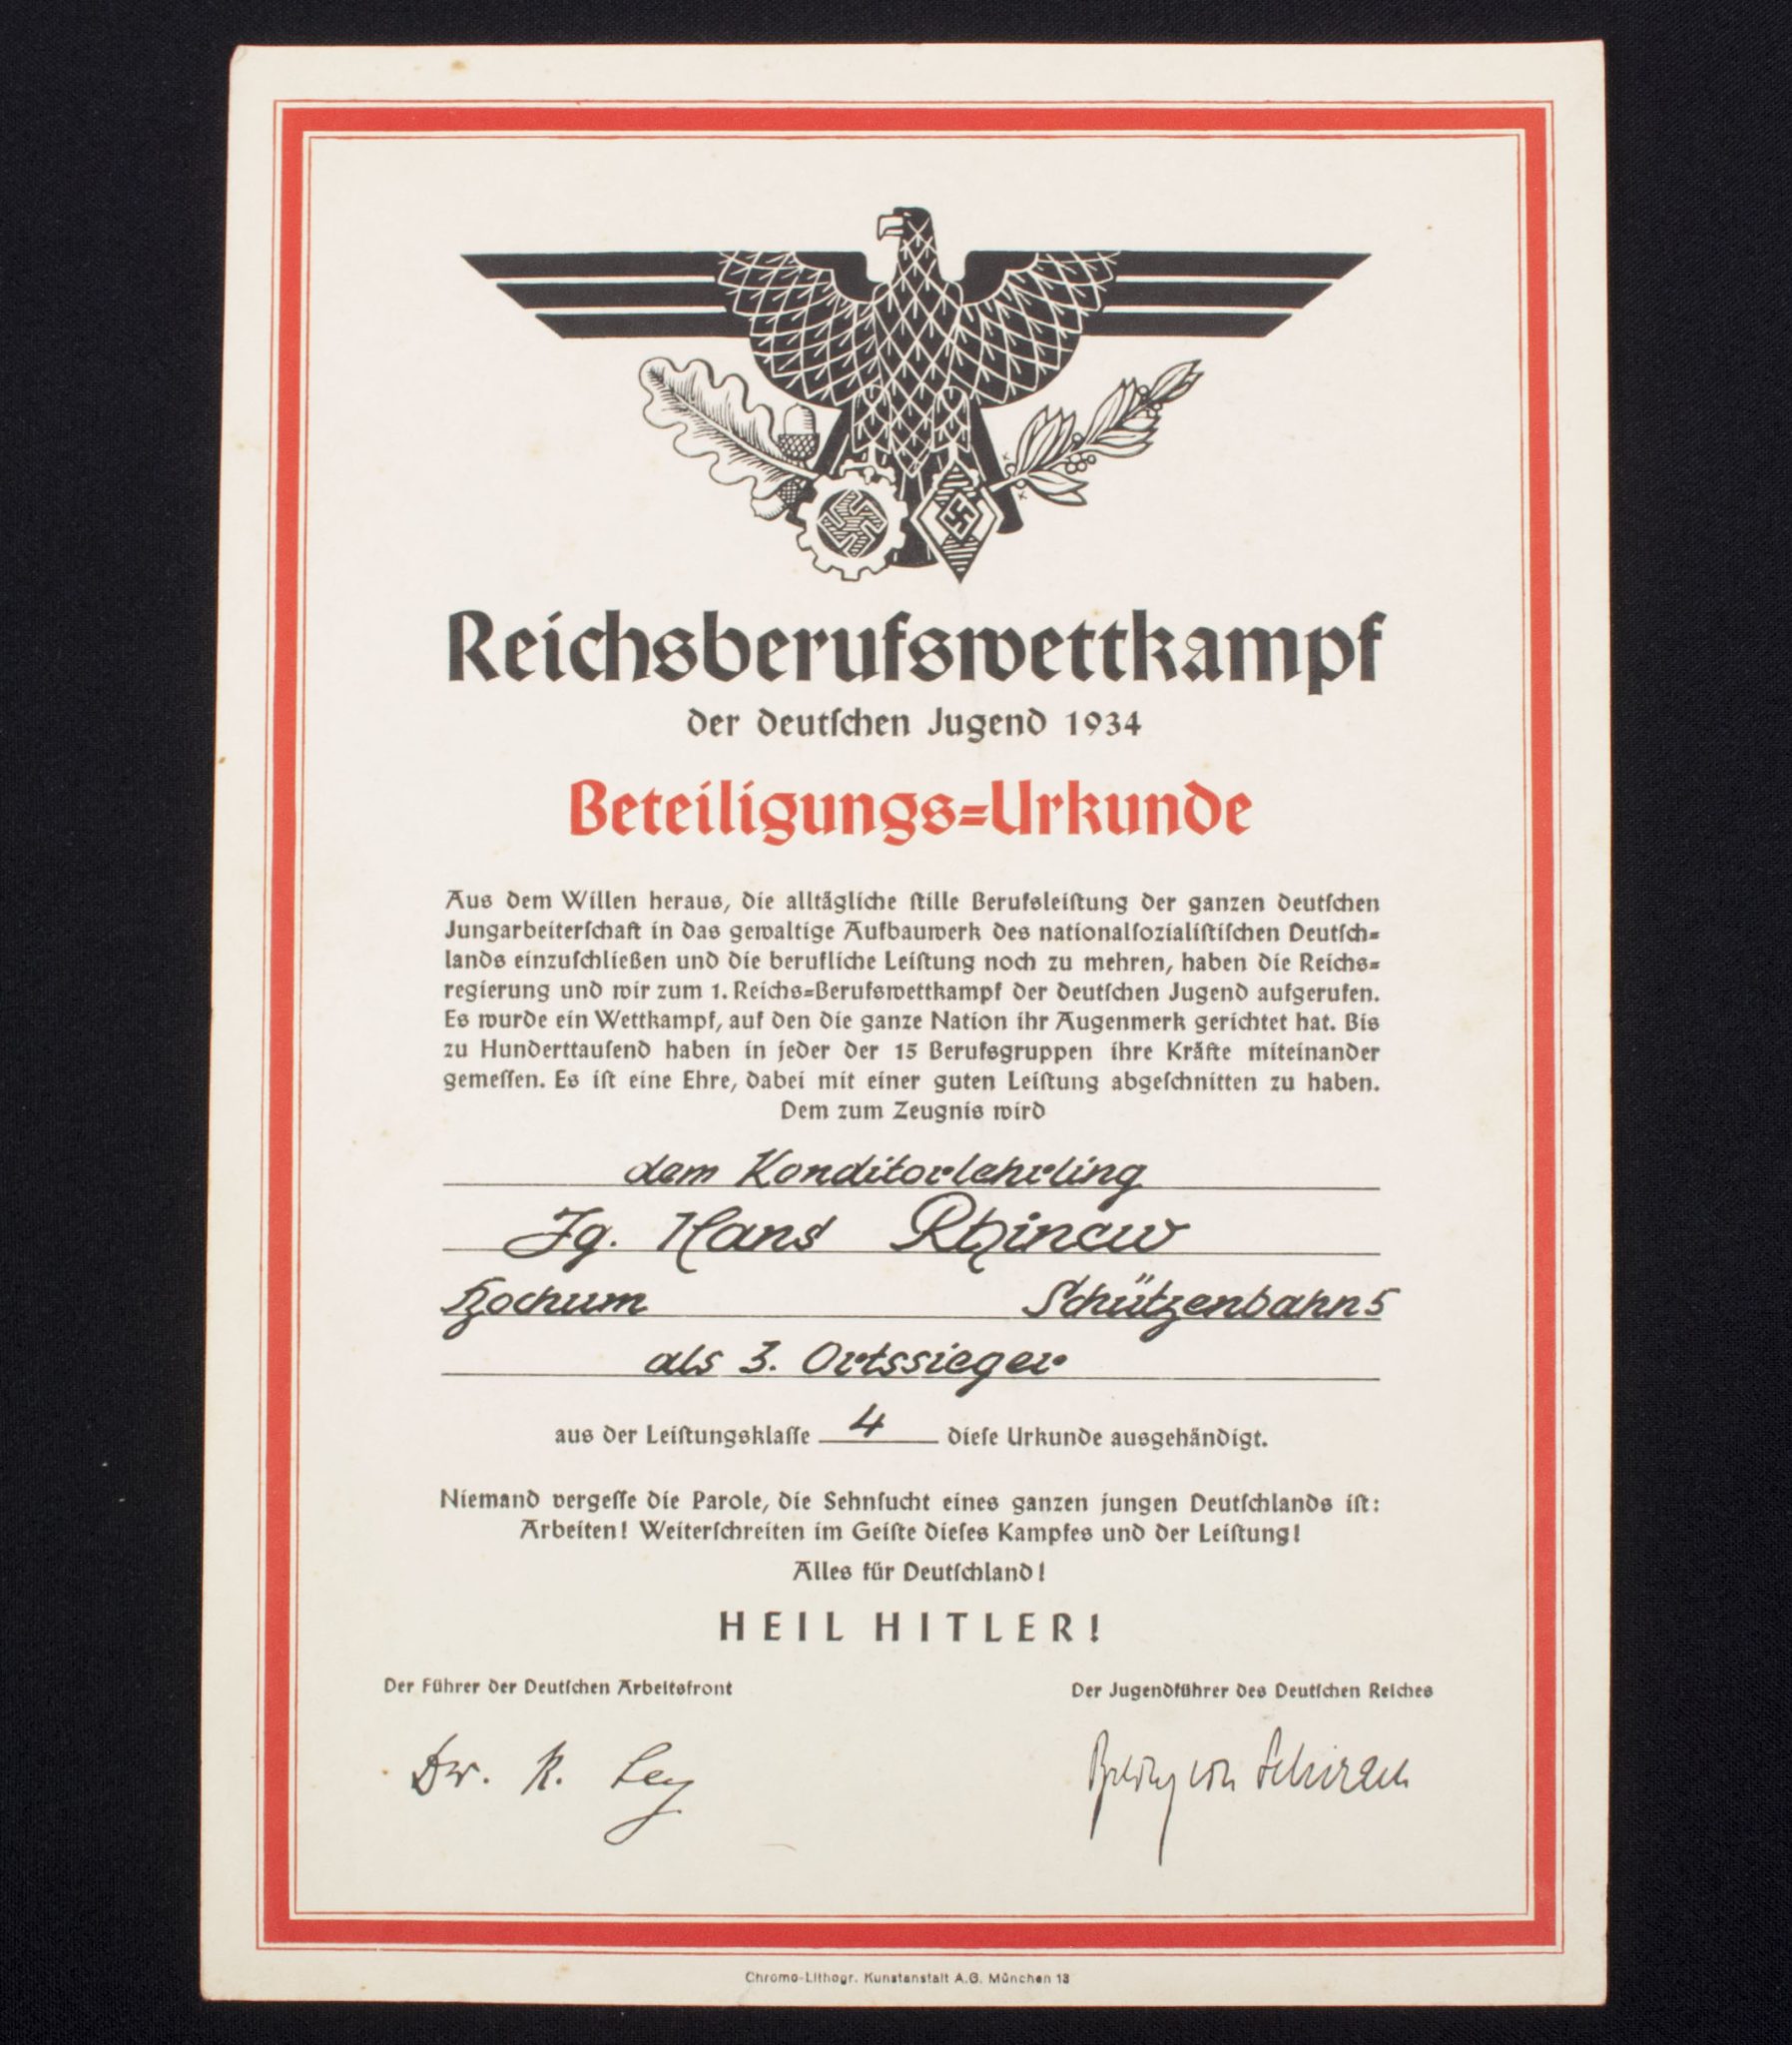 Reichsberufswettkampf
der deutschen Jugend 1934
Beteiligungs=Urkunde
Aus dem Willen heraus, die alltägliche stille Berufsleistung der ganzen deutschen
Jungarbeiterschaft in das gewaltige Aufbauwerk des nationalsozialistischen Deutsch=
lands einzuschließen und die berufliche Leistung noch zu mehren, haben die Reichs=
regierung und wir zum 1. Reichs=Berufswettkampf der deutschen Jugend aufgerufen.
Es wurde ein Wettkampf, auf den die ganze Nation ihr Augenmerk gerichtet hat. Bis
zu Hunderttausend haben in jeder der 15 Berufsgruppen ihre Kräfte miteinander
gemessen. Es ist eine Ehre, dabei mit einer guten Leistung abgeschnitten zu haben.
Dem zum Zeugnis wird
dem Konditorlehrling
Jg. Hans
Bochum Schützenbahn 5
als 3. Ortssieger
aus der Leistungsklasse 4 diese Urkunde ausgehändigt.
Niemand vergesse die Parole, die Sehnsucht eines ganzen jungen Deutschlands ist:
Arbeiten! Weiterschreiten im Geiste dieses Kampfes und der Leistung!
Alles für Deutschland!
HEIL HITLER!
Der Führer der Deutschen Arbeitsfront Der Jugendführer des Deutschen Reiches
Dr. R. Ley Baldur von Schirach
Chromo-Lithogr. Kunstanstalt A.G. München 13